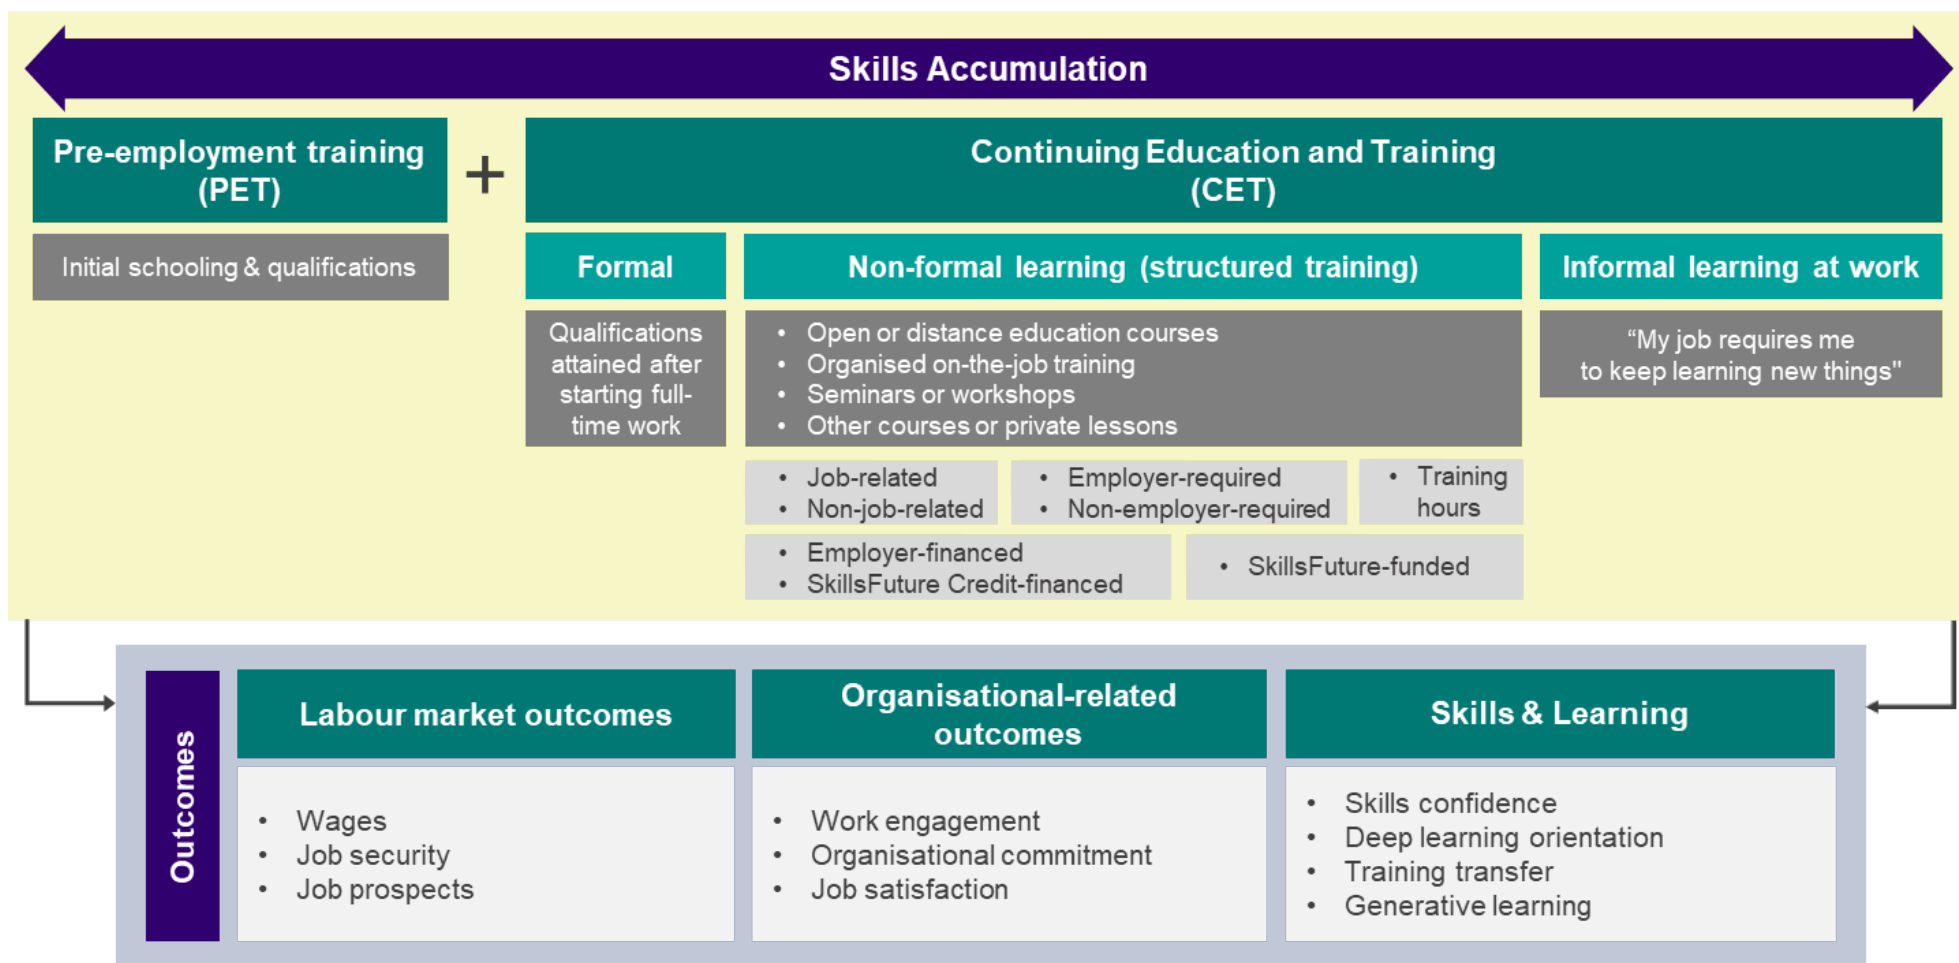 Skills Accumulation
Pre-employment training
(PET)
+
Continuing Education and Training
(CET)
Initial schooling & qualifications
Formal
Qualifications
attained after
starting full-
time work
Non-formal learning (structured training)
• Open or distance education courses
• Organised on-the-job training
• Seminars or workshops
• Other courses or private lessons
• Job-related
• Non-job-related
• Employer-required
• Non-employer-required
• Training
hours
• Employer-financed
• SkillsFuture Credit-financed
• SkillsFuture-funded
Informal learning at work
“My job requires me
to keep learning new things"
Outcomes
Labour market outcomes
• Wages
• Job security
• Job prospects
Organisational-related
outcomes
• Work engagement
• Organisational commitment
• Job satisfaction
Skills & Learning
• Skills confidence
• Deep learning orientation
• Training transfer
• Generative learning